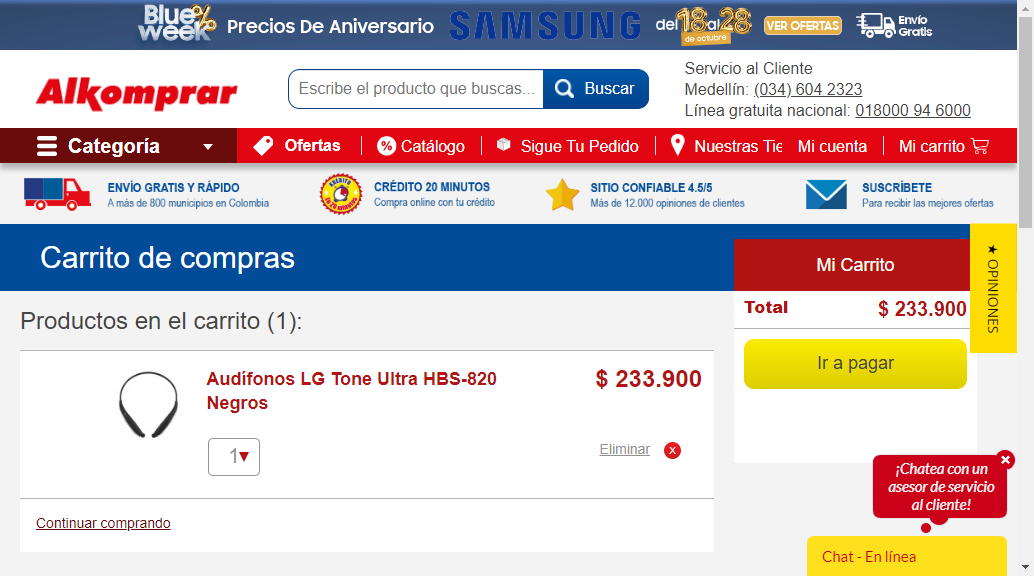 Blue Week %
Precios De Aniversario
SAMSUNG
del 18 al 28
de octubre
VER OFERTAS
Envío
Gratis
Alkomprar
Escribe el producto que buscas...
Buscar
Servicio al Cliente
Medellín: (034) 604 2323
Línea gratuita nacional: 018000 94 6000
Categoría
Ofertas
% Catálogo
Sigue Tu Pedido
Nuestras Tie
Mi cuenta
Mi carrito
ENVÍO GRATIS Y RÁPIDO
A más de 800 municipios en Colombia
CRÉDITO 20 MINUTOS
Compra online con tu crédito
SITIO CONFIABLE 4.5/5
Más de 12.000 opiniones de clientes
SUSCRÍBETE
Para recibir las mejores ofertas
Carrito de compras
Mi Carrito
★ OPINIONES
Total
$ 233.900
Ir a pagar
Productos en el carrito (1):
Audífonos LG Tone Ultra HBS-820
Negros
$ 233.900
1
Eliminar
x
Continuar comprando
¡Chatea con un
asesor de servicio
al cliente!
Chat - En línea